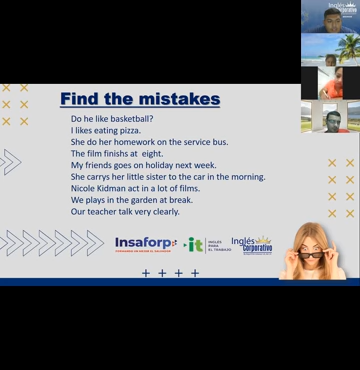 Inglés
Corporativo
Find the mistakes
Do he like basketball?
I likes eating pizza.
She do her homework on the service bus.
The film finishs at eight.
My friends goes on holiday next week.
She carrys her little sister to the car in the morning.
Nicole Kidman act in a lot of films.
We plays in the garden at break.
Our teacher talk very clearly.
Insaforp
it
INGLÉS
PARA
EL TRABAJO
Inglés
Corporativo